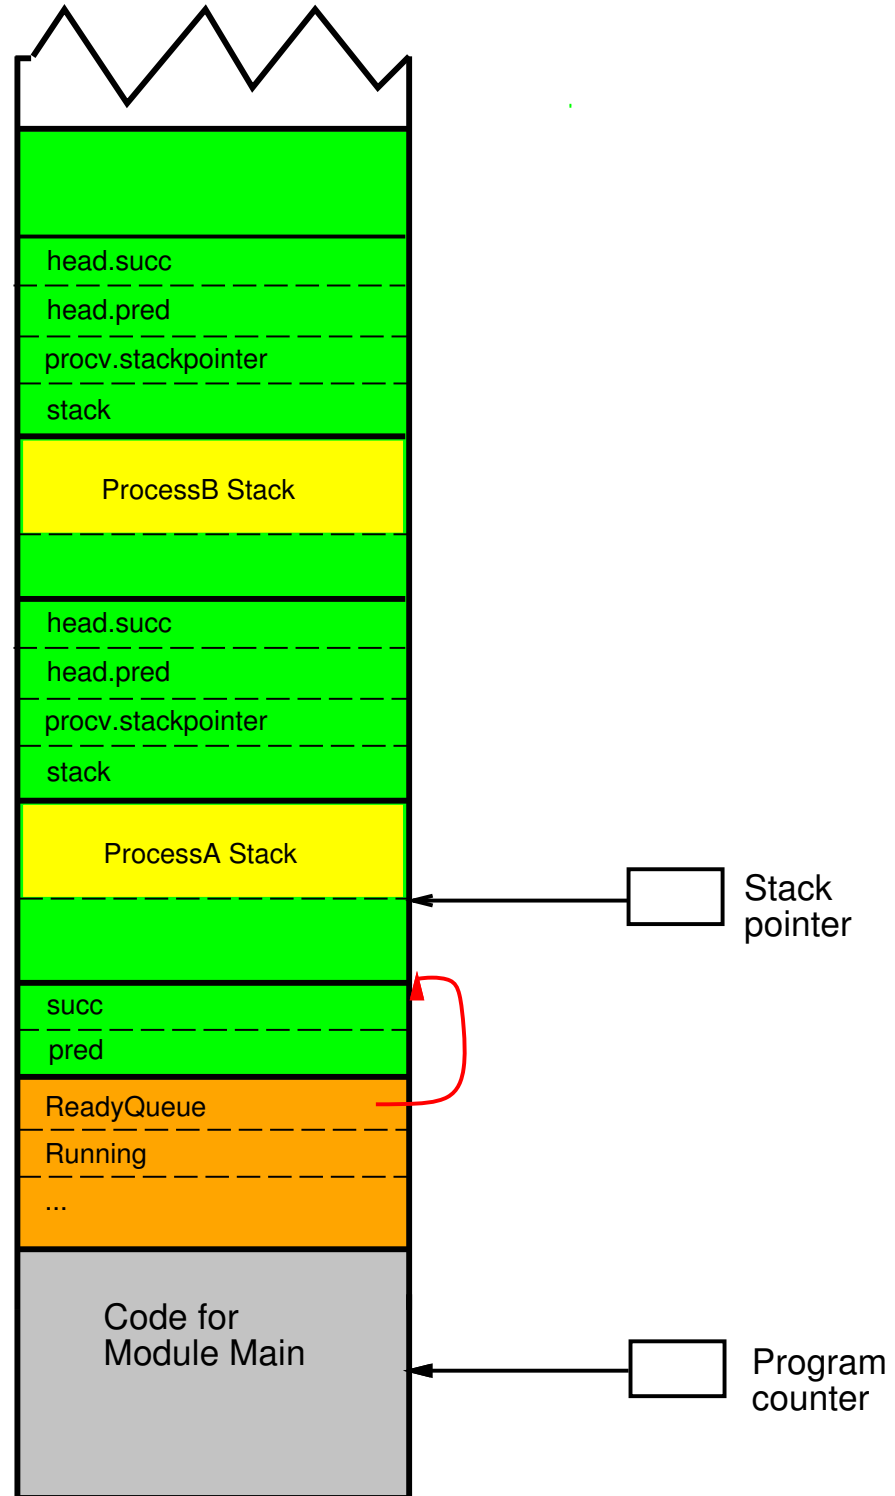 head.succ
head.pred
procv.stackpointer
stack
ProcessB Stack
head.succ
head.pred
procv.stackpointer
stack
ProcessA Stack
Stack
pointer
succ
pred
ReadyQueue
Running
...
Code for
Module Main
Program
counter